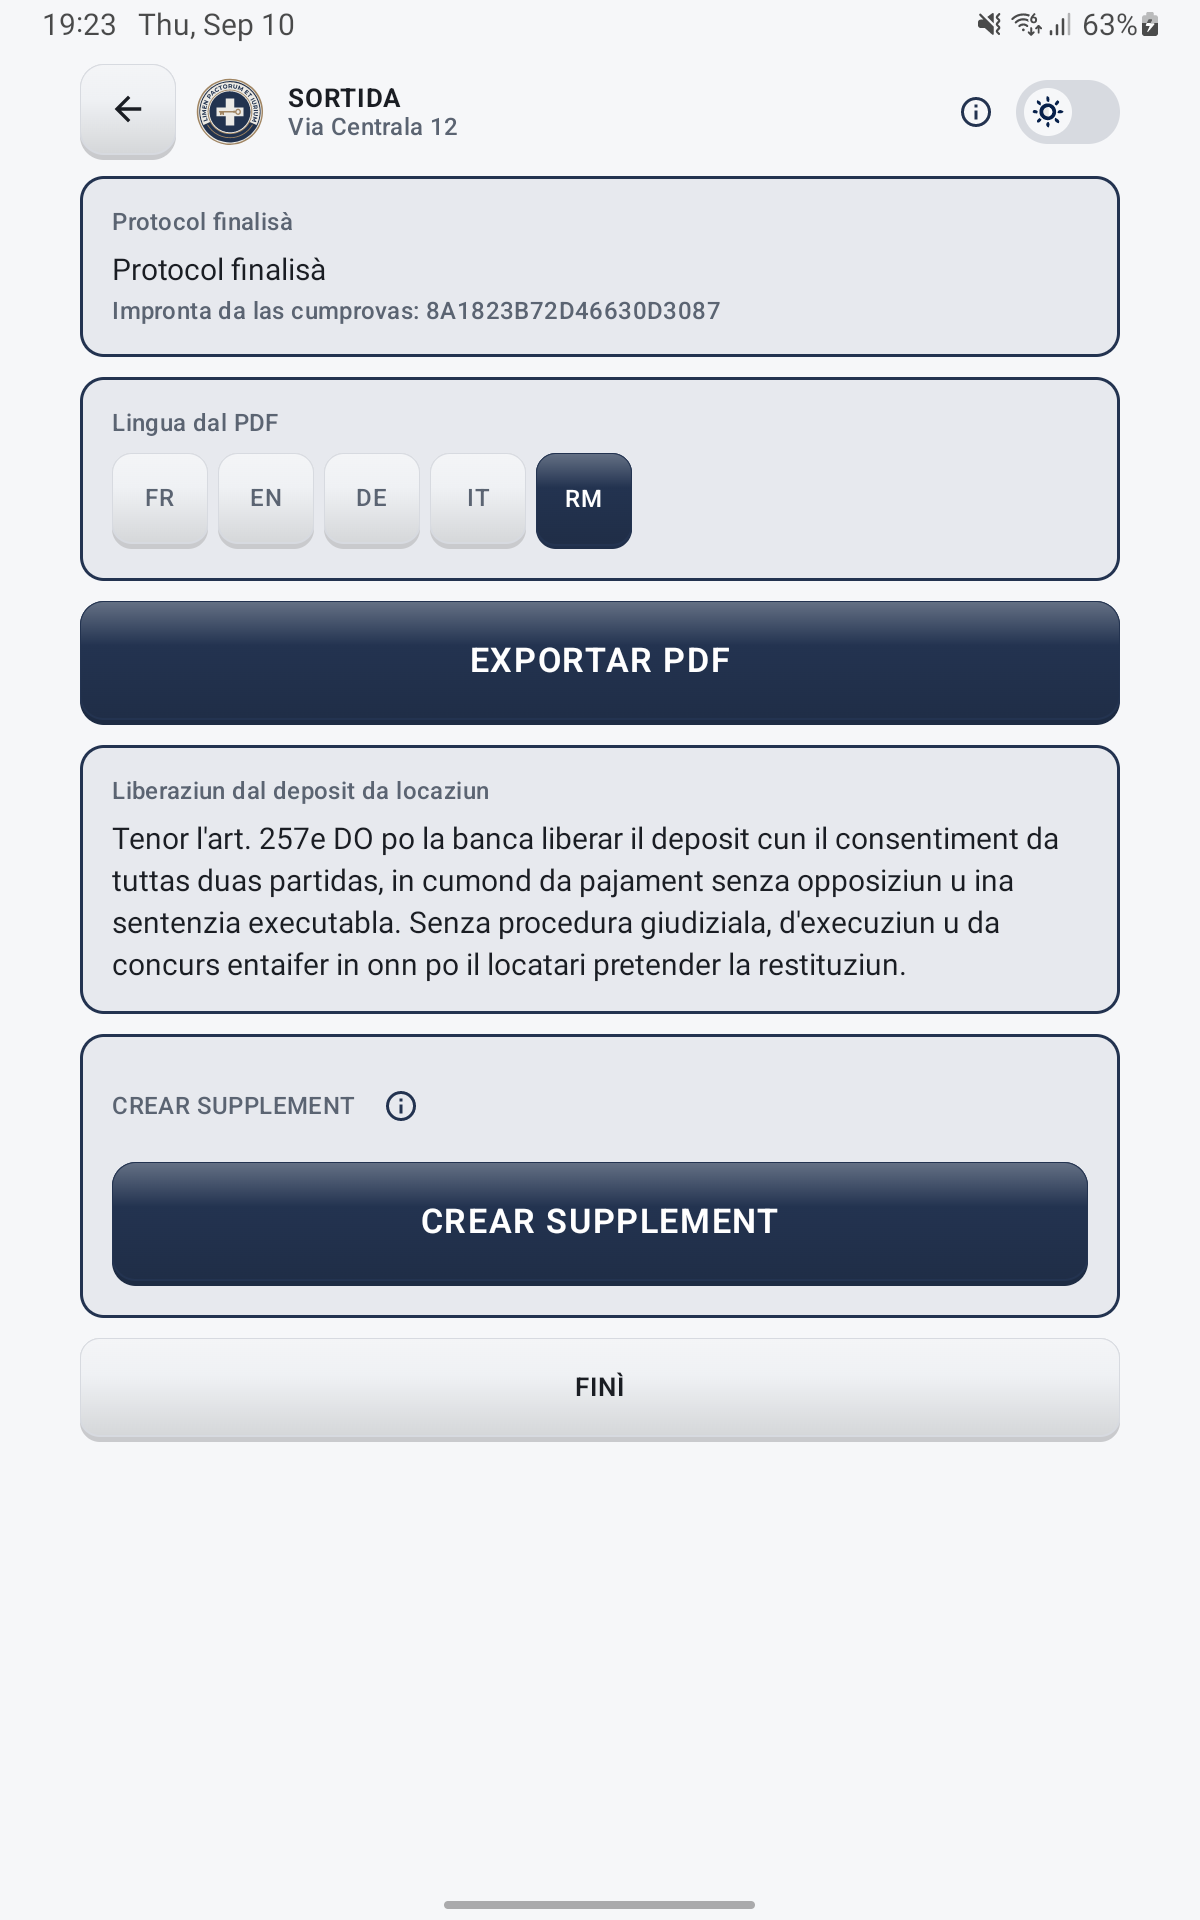 19:23 Thu, Sep 10
63%
LIMEN PACTORUM ET IURIUM
SORTIDA
Via Centrala 12
Protocol finalisà
Protocol finalisà
Impronta da las cumprovas: 8A1823B72D46630D3087
Lingua dal PDF
FR EN DE IT RM
EXPORTAR PDF
Liberaziun dal deposit da locaziun
Tenor l'art. 257e DO po la banca liberar il deposit cun il consentiment da
tuttas duas partidas, in cumond da pajament senza opposiziun u ina
sentenzia executabla. Senza procedura giudiziala, d'execuziun u da
concurs entaifer in onn po il locatari pretender la restituziun.
CREAR SUPPLEMENT
CREAR SUPPLEMENT
FINÌ